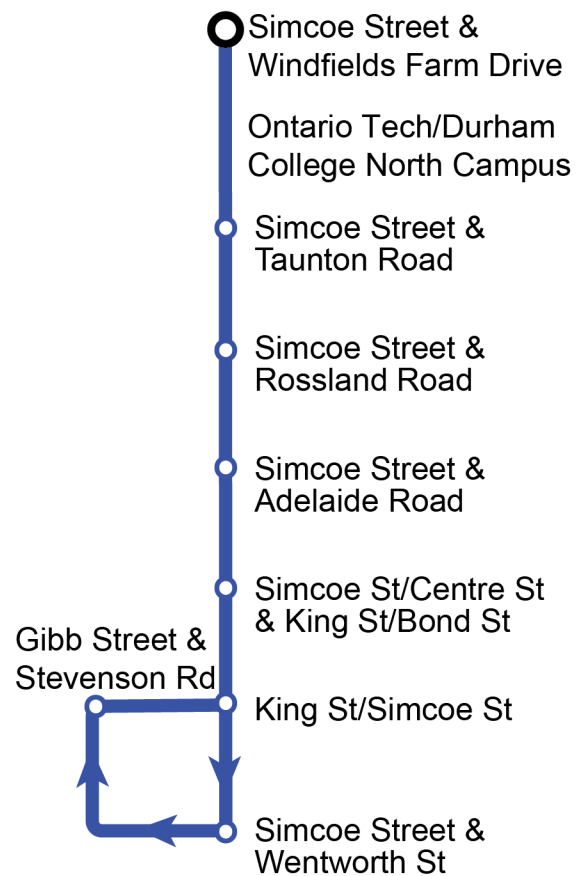 Simcoe Street &
Windfields Farm Drive
Ontario Tech/Durham
College North Campus
Simcoe Street &
Taunton Road
Simcoe Street &
Rossland Road
Simcoe Street &
Adelaide Road
Simcoe St/Centre St
& King St/Bond St
Gibb Street &
Stevenson Rd
King St/Simcoe St
Simcoe Street &
Wentworth St